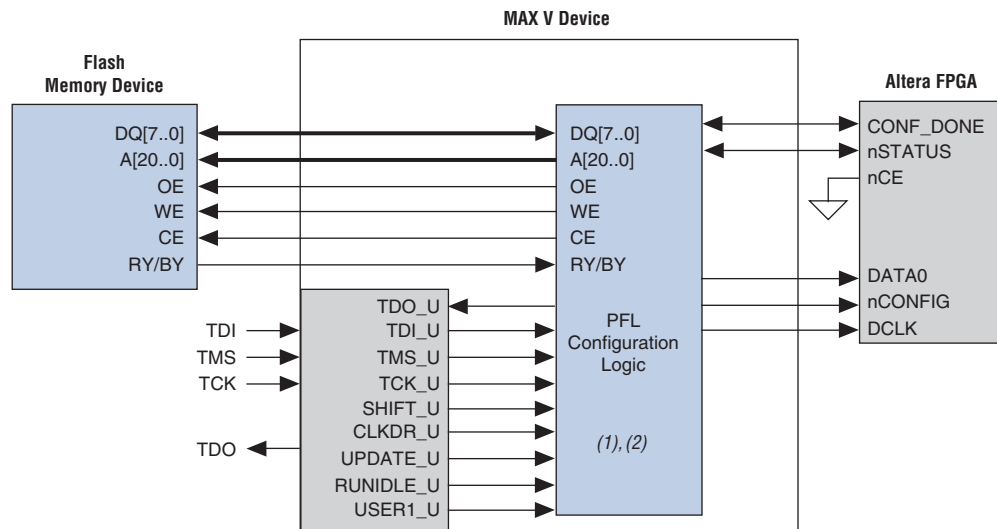 MAX V Device
Flash
Memory Device
Altera FPGA
DQ[7..0]
A[20..0]
OE
WE
CE
RY/BY
DQ[7..0]
A[20..0]
OE
WE
CE
RY/BY
PFL
Configuration
Logic
(1), (2)
CONF_DONE
nSTATUS
nCE
DATA0
nCONFIG
DCLK
TDI
TMS
TCK
TDO
TDO_U
TDI_U
TMS_U
TCK_U
SHIFT_U
CLKDR_U
UPDATE_U
RUNIDLE_U
USER1_U